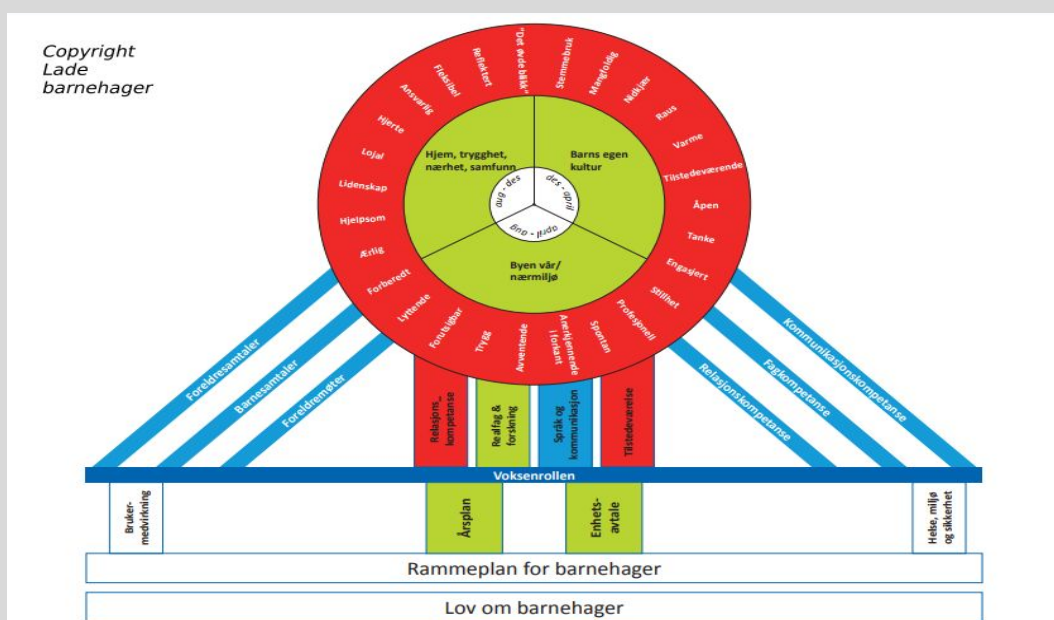 Copyright
Lade
barnehager
"Det øvde blikk"
Stemmebruk
Mangfoldig
Nidkjær
Raus
Varme
Tilstedeværende
Åpen
Tanke
Engasjert
Stillhet
Profesjonell
Spontan
Anerkjennende
i forkant
Avventende
Trygg
Forutsigbar
Lyttende
Forberedt
Ærlig
Hjelpsom
Lidenskap
Lojal
Hjerte
Ansvarlig
Fleksibel
Reflektert
Hjem, trygghet,
nærhet, samfunn
Barns egen
kultur
Byen vår/
nærmiljø
aug - des
des - april
april - aug
Foreldresamtaler
Barnesamtaler
Foreldremøter
Relasjons_
kompetanse
Realfag &
forskning
Språk og
kommunikasjon
Tilstedeværelse
Relasjonskompetanse
Fagkompetanse
Kommunikasjonskompetanse
Voksenrollen
Bruker-
medvirkning
Årsplan
Enhets-
avtale
Helse, miljø
og sikkerhet
Rammeplan for barnehager
Lov om barnehager